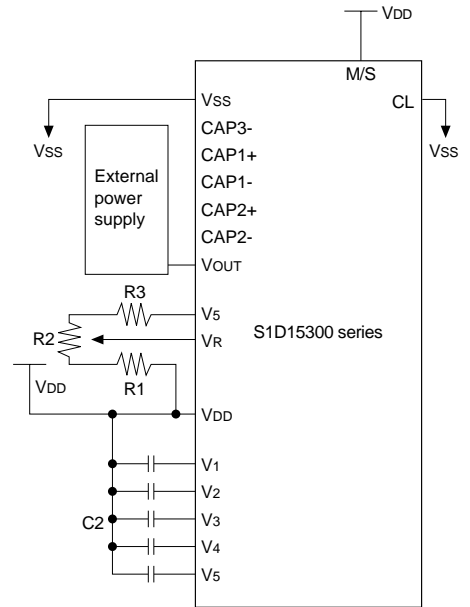 VDD
M/S
VSS
CL
CAP3-
VSS
VSS
CAP1+
External
power
supply
CAP1-
CAP2+
CAP2-
VOUT
R3
V5
S1D15300 series
R2
VR
R1
VDD
VDD
V1
V2
C2
V3
V4
V5